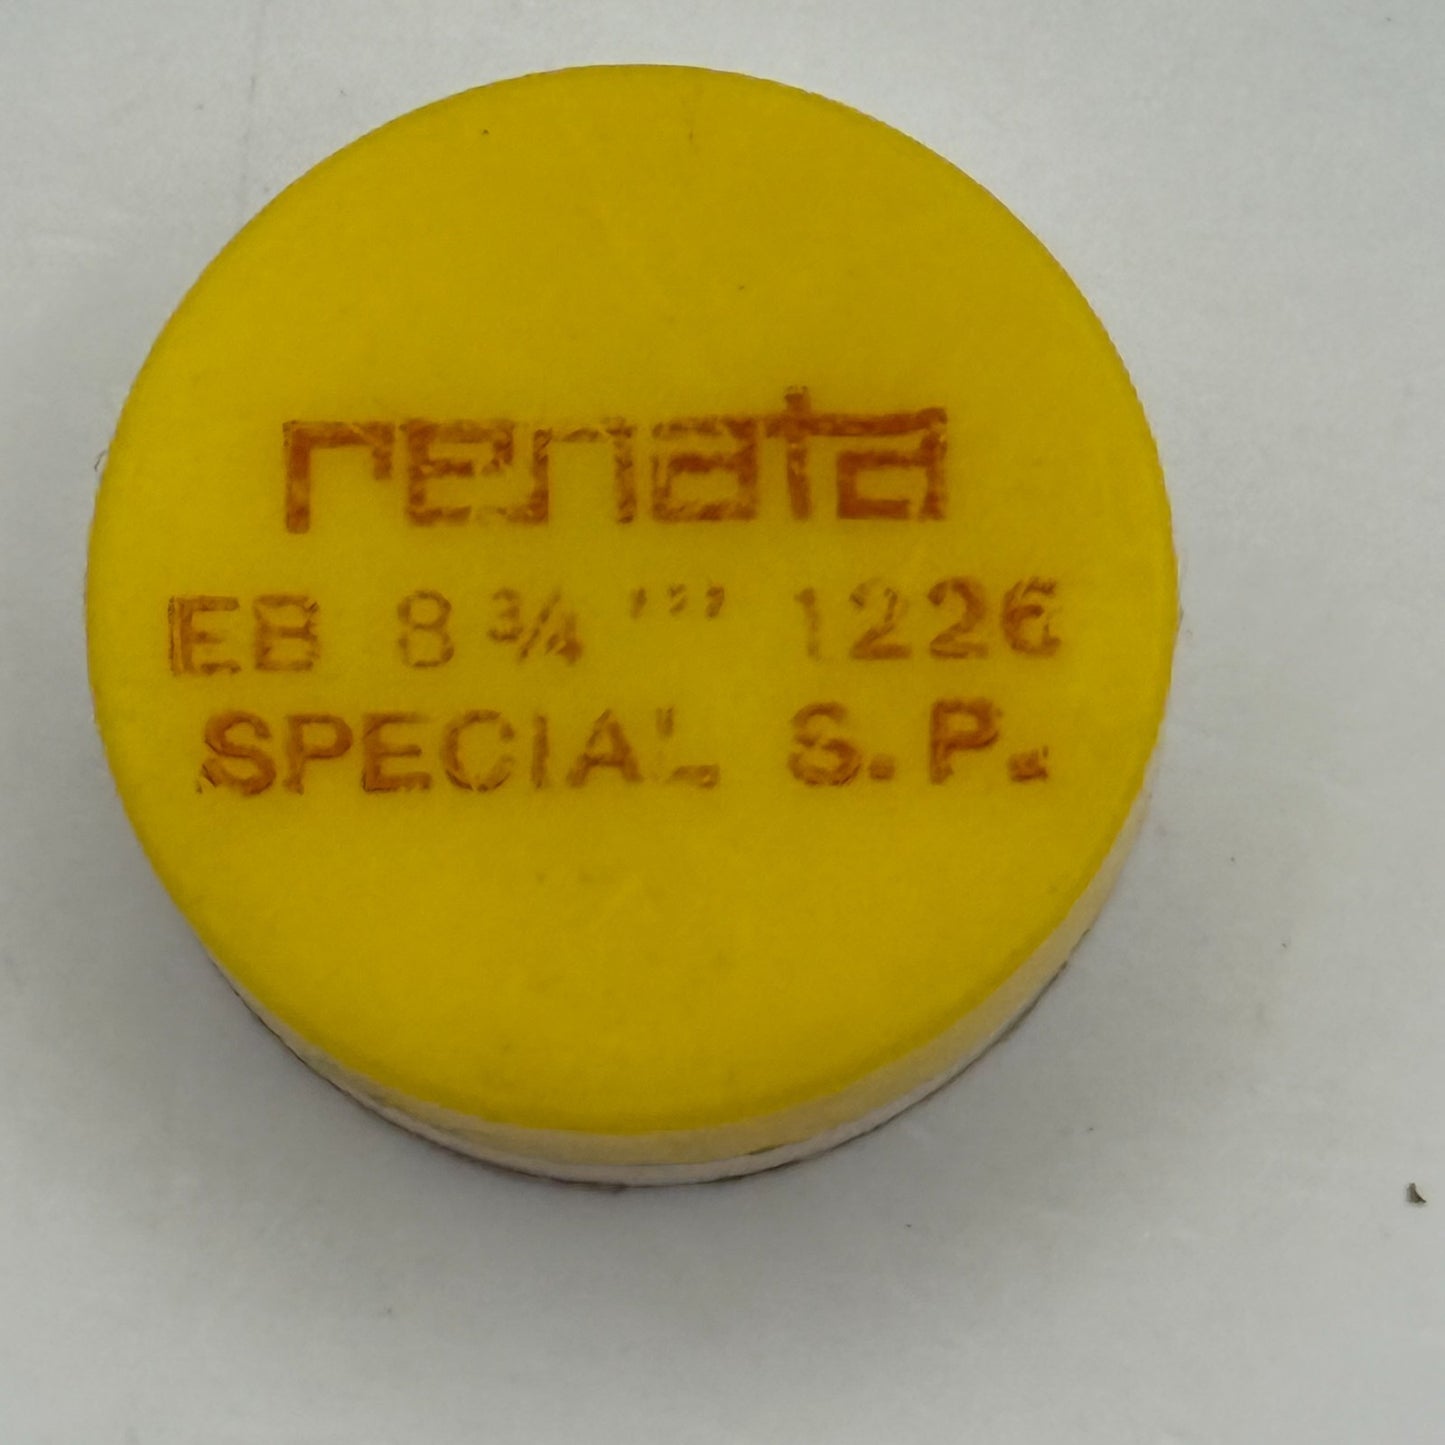 renata
EB 8 ¾ ''' 1226
SPECIAL S.P.